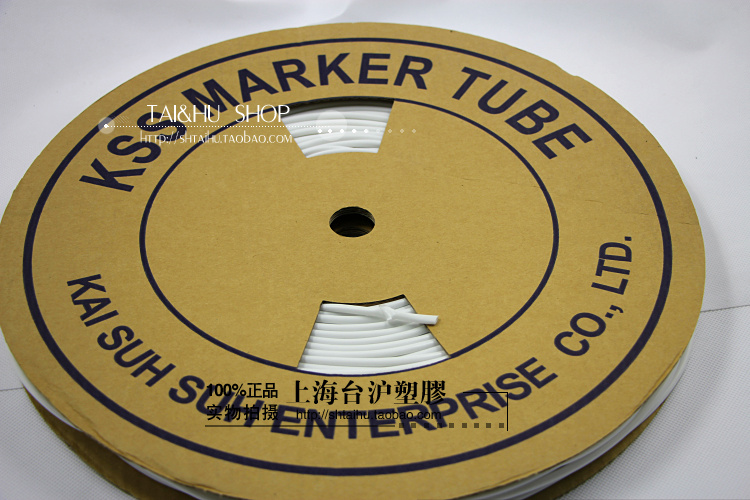 KSS MARKER TUBE
TAI&HU SHOP
HTTP://SHTAIHU.TAOBAO.COM
KAI SUH SUH ENTERPRISE CO., LTD.
100%正品 上海台沪塑膠
实物拍摄 http://shtaihu.taobao.com